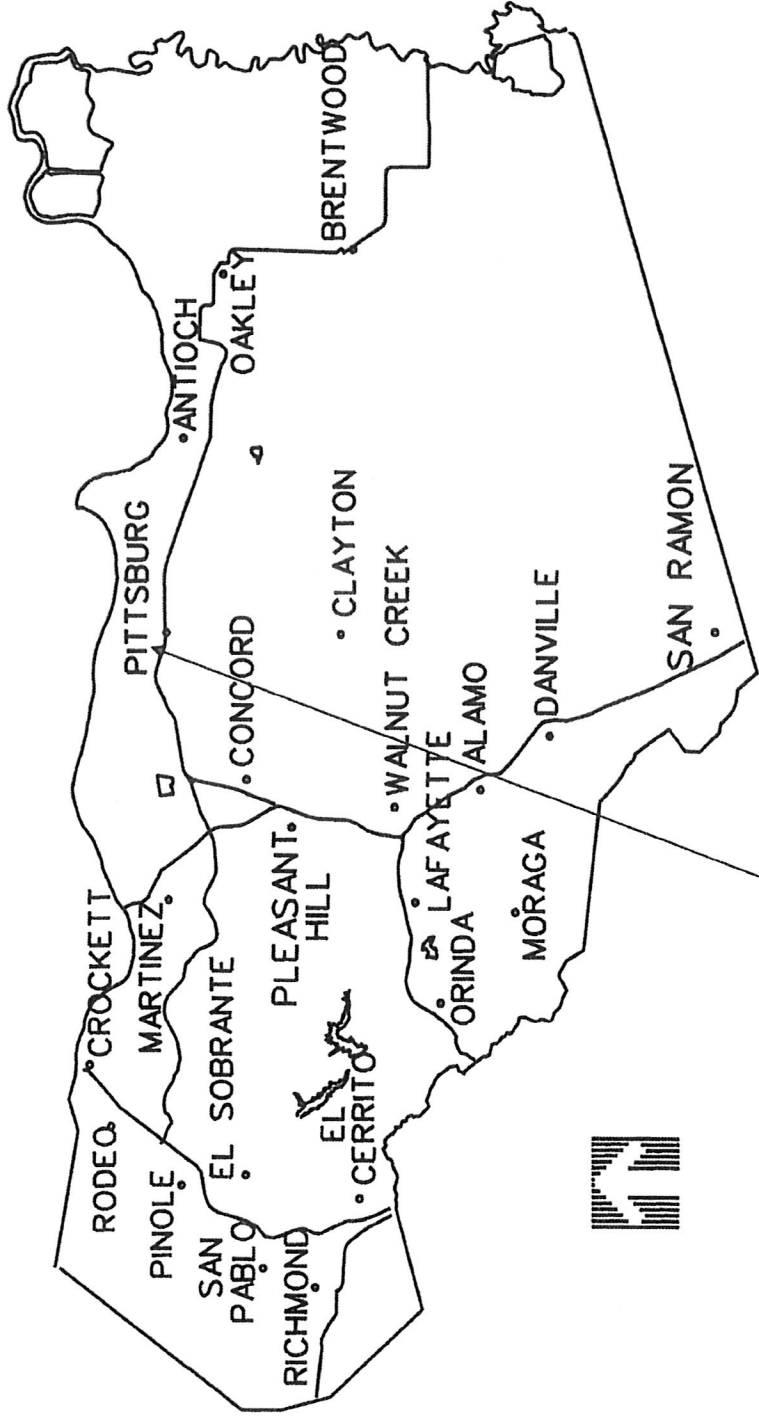 CROCKETT
RODEO
MARTINEZ
PINOLE
EL SOBRANTE
SAN
PABLO
RICHMOND
EL
CERRITO
PLEASANT
HILL
PITTSBURG
ANTIOCH
OAKLEY
BRENTWOOD
CONCORD
CLAYTON
WALNUT CREEK
LAFAYETTE
ORINDA
ALAMO
MORAGA
DANVILLE
SAN RAMON